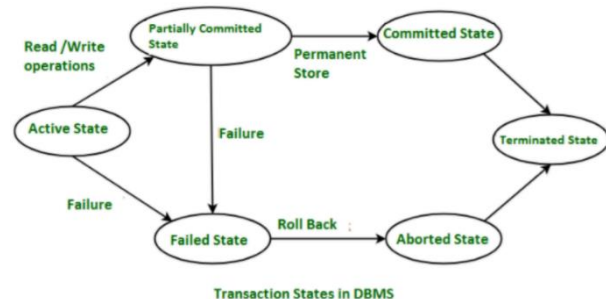 Partially Committed
State
Committed State
Read /Write
operations
Permanent
Store
Active State
Failure
Terminated State
Failure
Roll Back
Failed State
Aborted State
Transaction States in DBMS